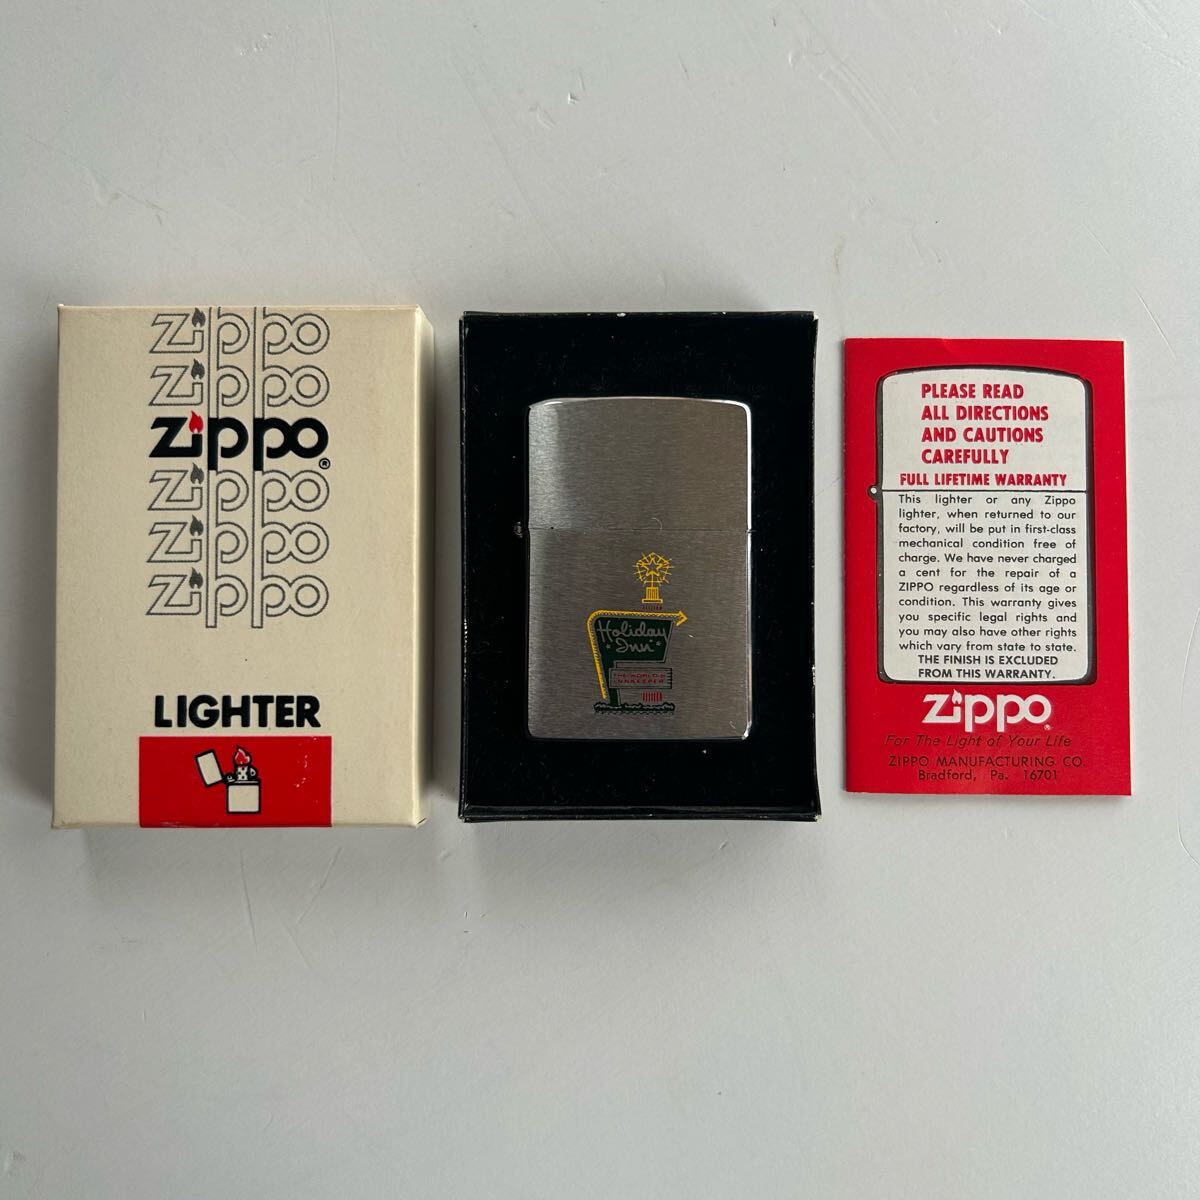 Zippo
Zippo
Zippo®
Zippo
Zippo
Zippo
LIGHTER
Holiday
Inn
THE WORLD'S
INNKEEPER
PLEASE READ
ALL DIRECTIONS
AND CAUTIONS
CAREFULLY
FULL LIFETIME WARRANTY
This lighter or any Zippo
lighter, when returned to our
factory, will be put in first-class
mechanical condition free of
charge. We have never charged
a cent for the repair of a
ZIPPO regardless of its age or
condition. This warranty gives
you specific legal rights and
you may also have other rights
which vary from state to state.
THE FINISH IS EXCLUDED
FROM THIS WARRANTY.
Zippo®
For The Light of Your Life
ZIPPO MANUFACTURING CO.
Bradford, Pa. 16701